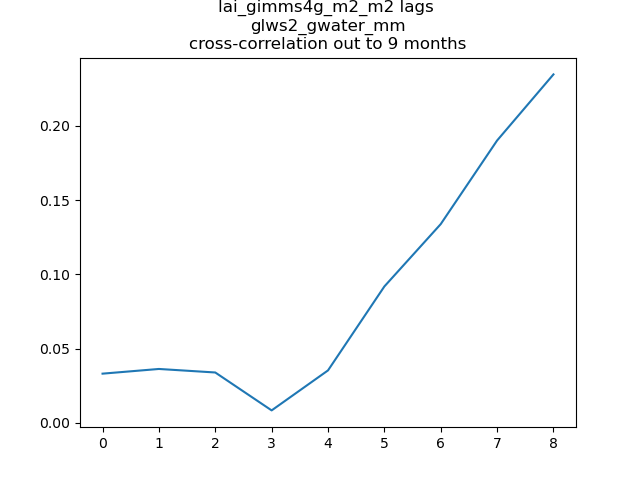 lai_gimms4g_m2_m2 lags
glws2_gwater_mm
cross-correlation out to 9 months
0.20
0.15
0.10
0.05
0.00
0 1 2 3 4 5 6 7 8